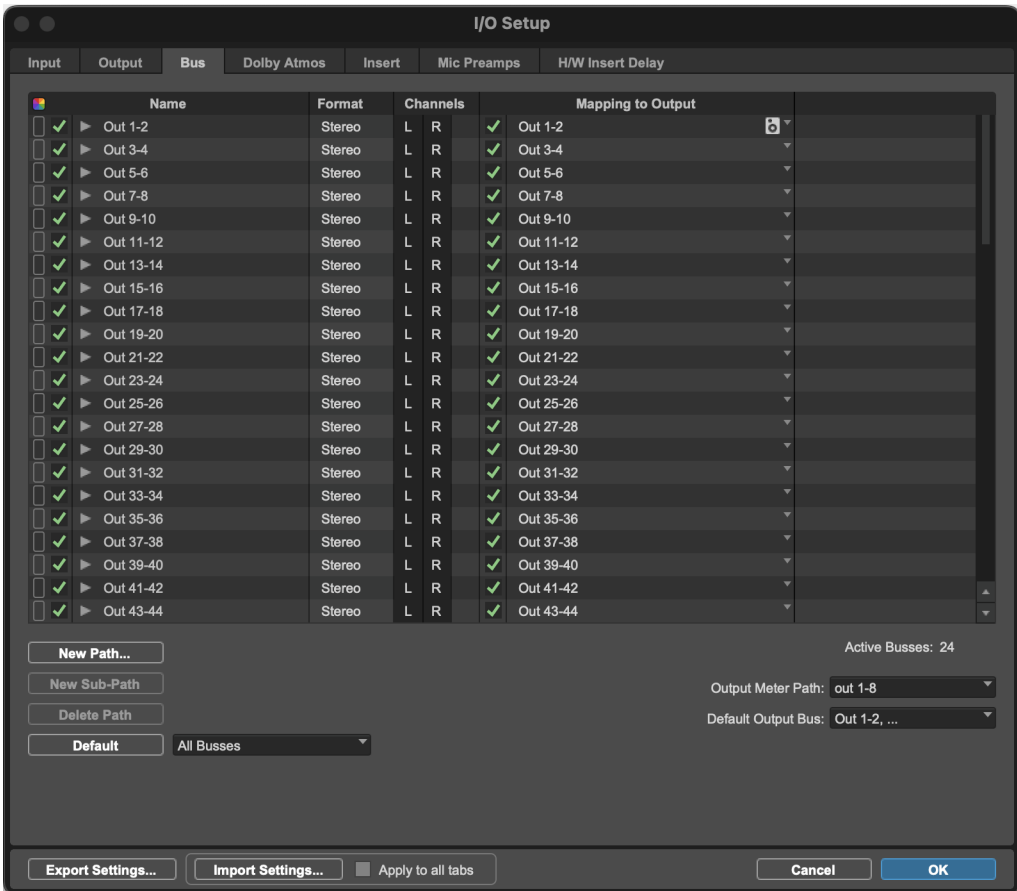 I/O Setup
Input Output Bus Dolby Atmos Insert Mic Preamps H/W Insert Delay
Name Format Channels Mapping to Output
Out 1-2 Stereo L R Out 1-2
Out 3-4 Stereo L R Out 3-4
Out 5-6 Stereo L R Out 5-6
Out 7-8 Stereo L R Out 7-8
Out 9-10 Stereo L R Out 9-10
Out 11-12 Stereo L R Out 11-12
Out 13-14 Stereo L R Out 13-14
Out 15-16 Stereo L R Out 15-16
Out 17-18 Stereo L R Out 17-18
Out 19-20 Stereo L R Out 19-20
Out 21-22 Stereo L R Out 21-22
Out 23-24 Stereo L R Out 23-24
Out 25-26 Stereo L R Out 25-26
Out 27-28 Stereo L R Out 27-28
Out 29-30 Stereo L R Out 29-30
Out 31-32 Stereo L R Out 31-32
Out 33-34 Stereo L R Out 33-34
Out 35-36 Stereo L R Out 35-36
Out 37-38 Stereo L R Out 37-38
Out 39-40 Stereo L R Out 39-40
Out 41-42 Stereo L R Out 41-42
Out 43-44 Stereo L R Out 43-44
New Path... Active Busses: 24
New Sub-Path Output Meter Path: out 1-8
Delete Path Default Output Bus: Out 1-2, ...
Default All Busses
Export Settings... Import Settings... Apply to all tabs Cancel OK